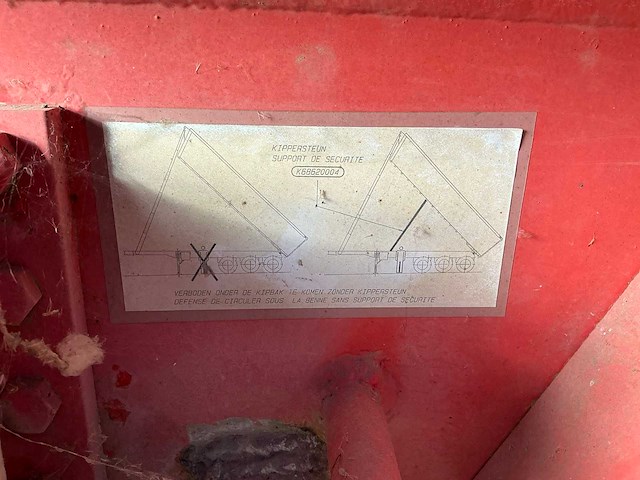 KIPPERSTEUN
SUPPORT DE SECURITE
K68620004
VERBODEN ONDER DE KIPBAK TE KOMEN ZONDER KIPPERSTEUN
DEFENSE DE CIRCULER SOUS LA BENNE SANS SUPPORT DE SECURITE